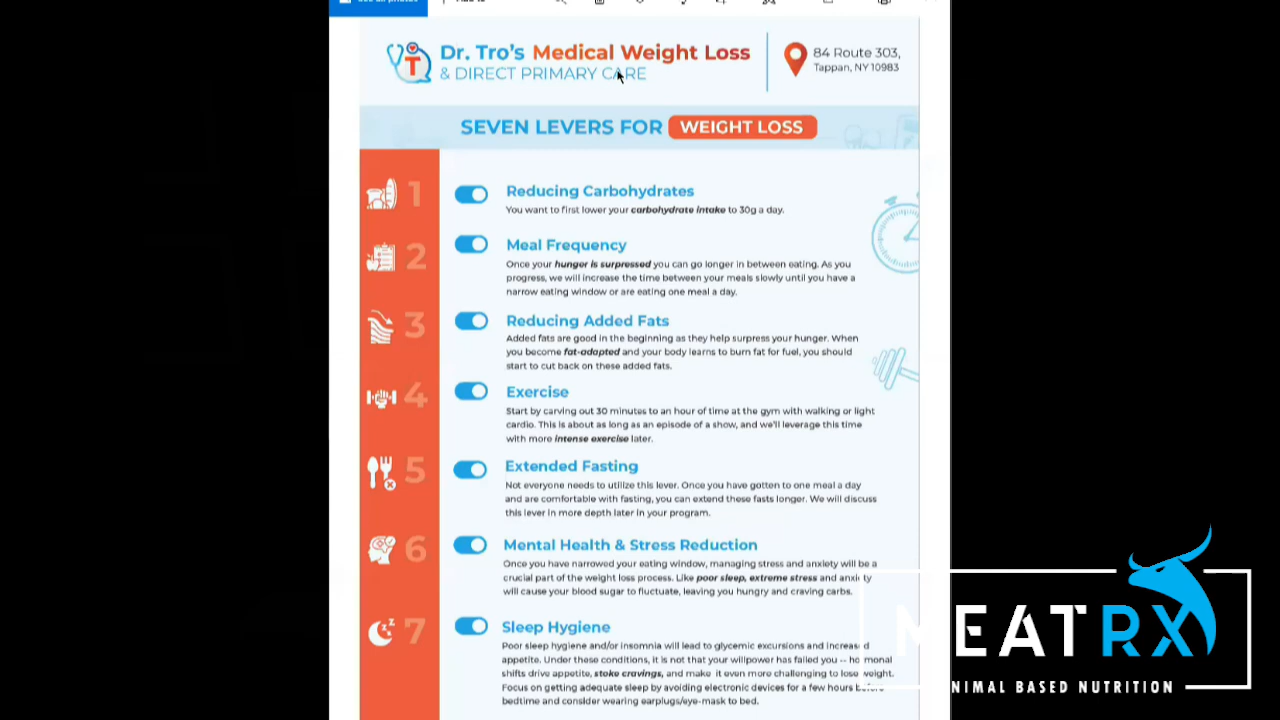 Dr. Tro's Medical Weight Loss
& DIRECT PRIMARY CARE
84 Route 303,
Tappan, NY 10983
SEVEN LEVERS FOR WEIGHT LOSS
1
Reducing Carbohydrates
You want to first lower your carbohydrate intake to 30g a day.
2
Meal Frequency
Once your hunger is surpressed you can go longer in between eating. As you
progress, we will increase the time between your meals slowly until you have a
narrow eating window or are eating one meal a day.
3
Reducing Added Fats
Added fats are good in the beginning as they help surpress your hunger. When
you become fat-adapted and your body learns to burn fat for fuel, you should
start to cut back on these added fats.
4
Exercise
Start by carving out 30 minutes to an hour of time at the gym with walking or light
cardio. This is about as long as an episode of a show, and we'll leverage this time
with more intense exercise later.
5
Extended Fasting
Not everyone needs to utilize this lever. Once you have gotten to one meal a day
and are comfortable with fasting, you can extend these fasts longer. We will discuss
this lever in more depth later in your program.
6
Mental Health & Stress Reduction
Once you have narrowed your eating window, managing stress and anxiety will be a
crucial part of the weight loss process. Like poor sleep, extreme stress and anxiety
will cause your blood sugar to fluctuate, leaving you hungry and craving carbs.
7
Sleep Hygiene
Poor sleep hygiene and/or insomnia will lead to glycemic excursions and increased
appetite. Under these conditions, it is not that your willpower has failed you -- hormonal
shifts drive appetite, stoke cravings, and make it even more challenging to lose weight.
Focus on getting adequate sleep by avoiding electronic devices for a few hours before
bedtime and consider wearing earplugs/eye-mask to bed.
MEATRX
ANIMAL BASED NUTRITION